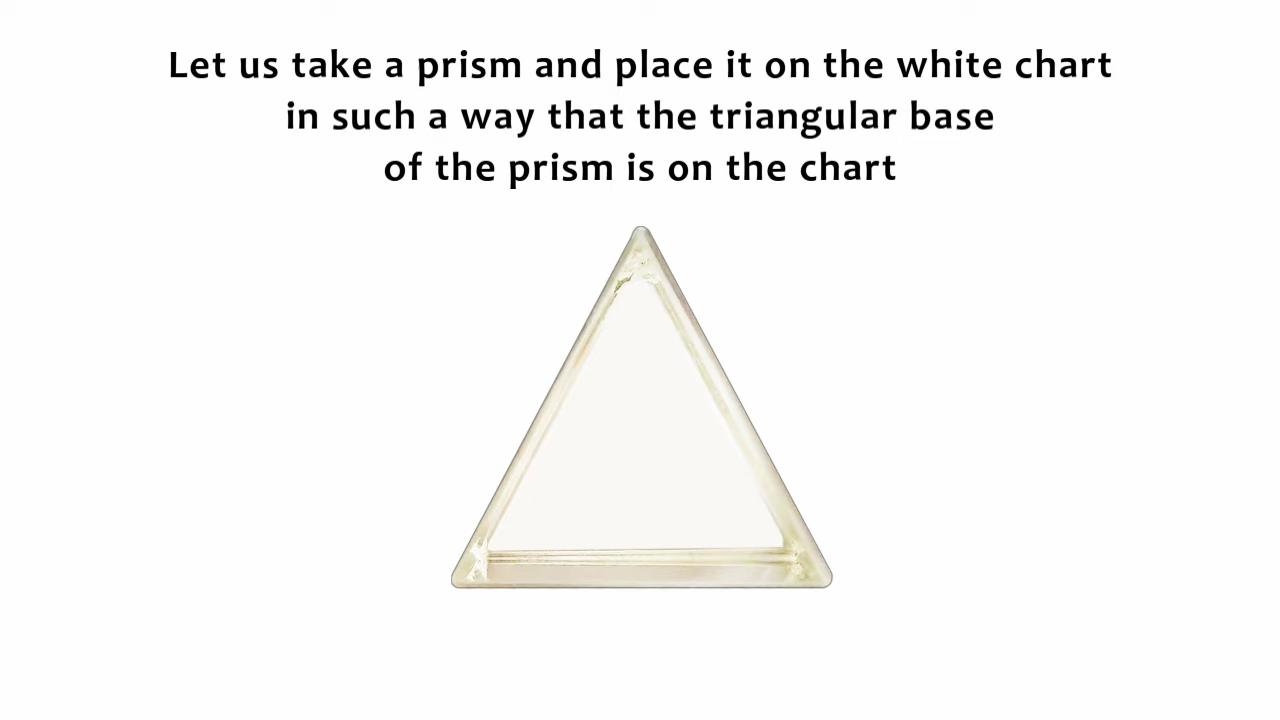 Let us take a prism and place it on the white chart
in such a way that the triangular base
of the prism is on the chart